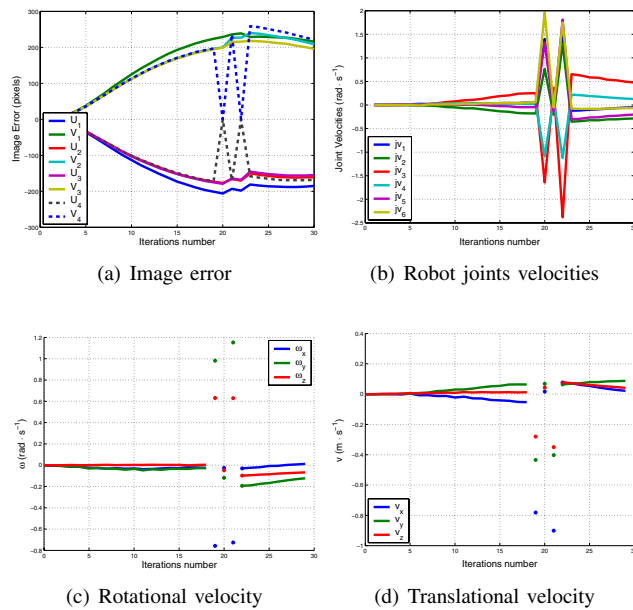 300
200
100
0
−100
−200
−300
0
5
10
15
20
25
30
Image Error (pixels)
Iterations number
U1
V1
U2
V2
U3
V3
U4
V4
(a) Image error
2
1.5
1
0.5
0
−0.5
−1
−1.5
−2
−2.5
0
5
10
15
20
25
30
Joint Velocities (rad · s⁻¹)
Iterantions number
jv1
jv2
jv3
jv4
jv5
jv6
(b) Robot joints velocities
1.2
1
0.8
0.6
0.4
0.2
0
−0.2
−0.4
−0.6
−0.8
0
5
10
15
20
25
30
ω (rad · s⁻¹)
Iterations number
ωx
ωy
ωz
(c) Rotational velocity
0.4
0.2
0
−0.2
−0.4
−0.6
−0.8
−1
0
5
10
15
20
25
30
v (m · s⁻¹)
Iterations number
vx
vy
vz
(d) Translational velocity